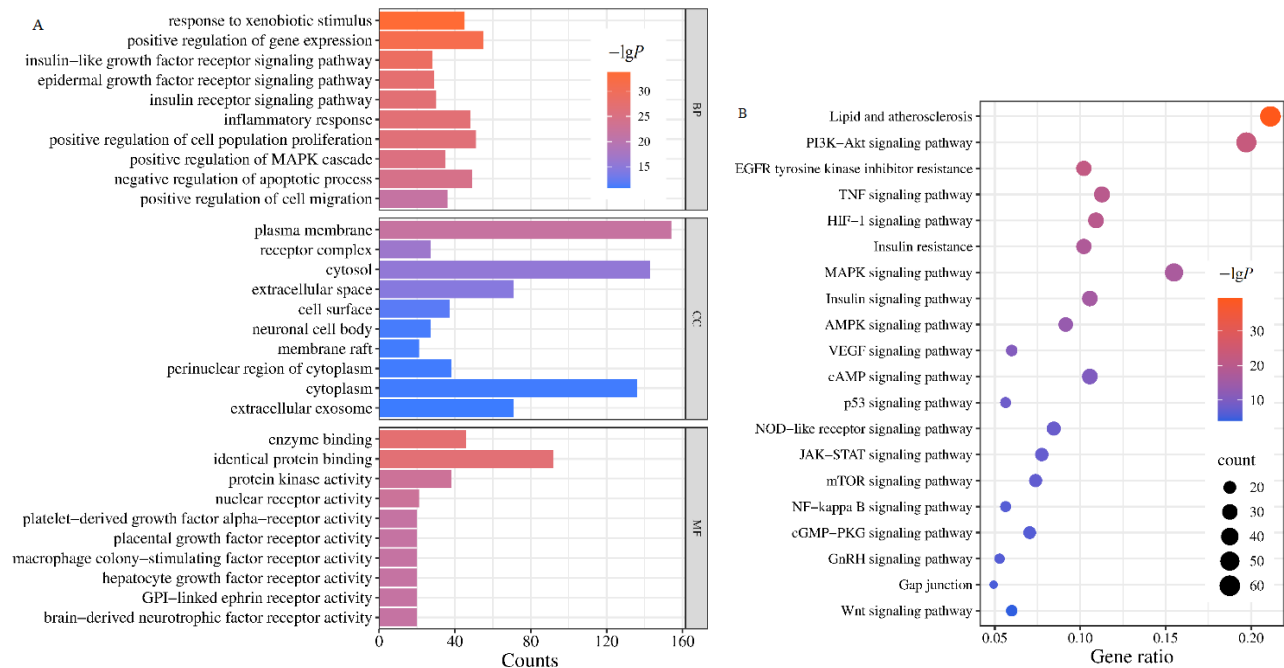 A
response to xenobiotic stimulus
positive regulation of gene expression
insulin−like growth factor receptor signaling pathway
epidermal growth factor receptor signaling pathway
insulin receptor signaling pathway
inflammatory response
positive regulation of cell population proliferation
positive regulation of MAPK cascade
negative regulation of apoptotic process
positive regulation of cell migration
BP
plasma membrane
receptor complex
cytosol
extracellular space
cell surface
neuronal cell body
membrane raft
perinuclear region of cytoplasm
cytoplasm
extracellular exosome
CC
enzyme binding
identical protein binding
protein kinase activity
nuclear receptor activity
platelet−derived growth factor alpha−receptor activity
placental growth factor receptor activity
macrophage colony−stimulating factor receptor activity
hepatocyte growth factor receptor activity
GPI−linked ephrin receptor activity
brain−derived neurotrophic factor receptor activity
MF
0 40 80 120 160
Counts
−lgP
30
25
20
15
B
Lipid and atherosclerosis
PI3K−Akt signaling pathway
EGFR tyrosine kinase inhibitor resistance
TNF signaling pathway
HIF−1 signaling pathway
Insulin resistance
MAPK signaling pathway
Insulin signaling pathway
AMPK signaling pathway
VEGF signaling pathway
cAMP signaling pathway
p53 signaling pathway
NOD−like receptor signaling pathway
JAK−STAT signaling pathway
mTOR signaling pathway
NF−kappa B signaling pathway
cGMP−PKG signaling pathway
GnRH signaling pathway
Gap junction
Wnt signaling pathway
0.05 0.10 0.15 0.20
Gene ratio
−lgP
30
20
10
count
20
30
40
50
60